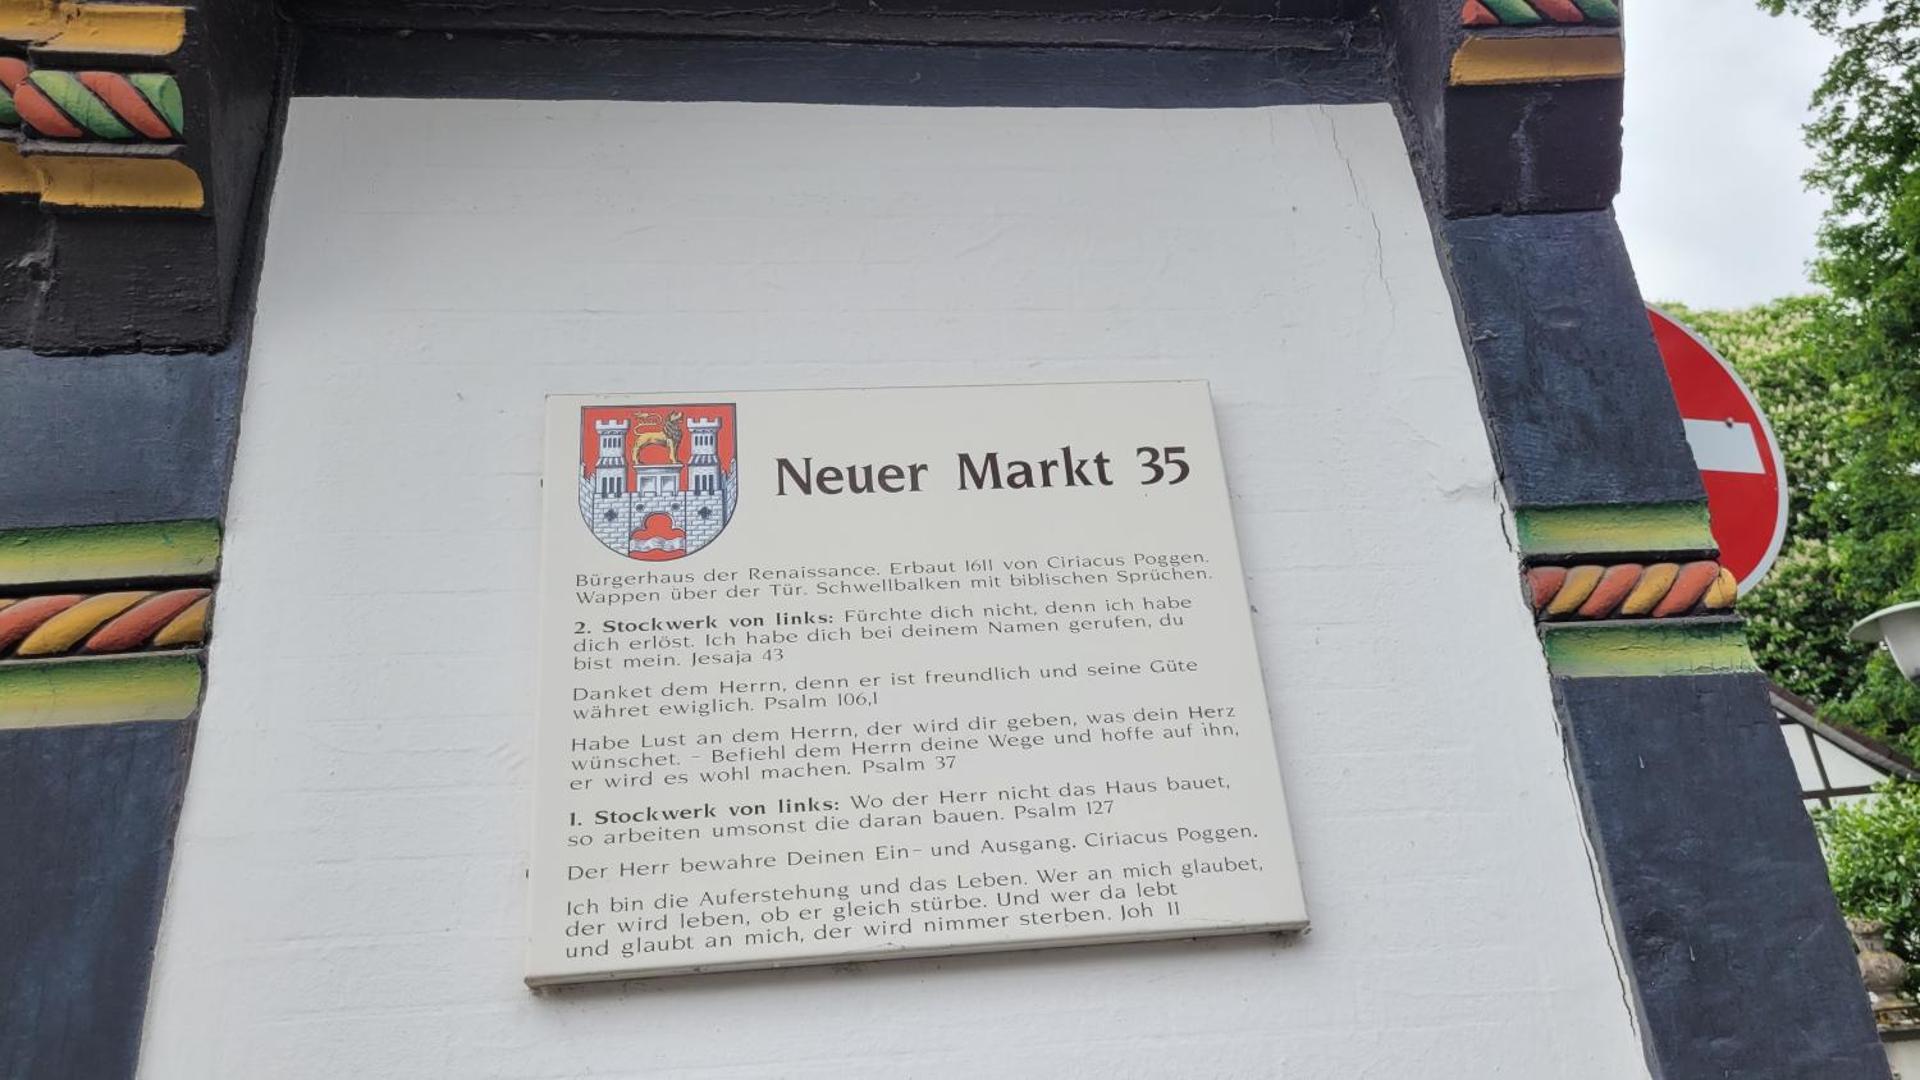 Neuer Markt 35
Bürgerhaus der Renaissance. Erbaut 1611 von Ciriacus Poggen.
Wappen über der Tür. Schwellbalken mit biblischen Sprüchen.
2. Stockwerk von links: Fürchte dich nicht, denn ich habe
dich erlöst. Ich habe dich bei deinem Namen gerufen, du
bist mein. Jesaja 43
Danket dem Herrn, denn er ist freundlich und seine Güte
währet ewiglich. Psalm 106,1
Habe Lust an dem Herrn, der wird dir geben, was dein Herz
wünschet. - Befiehl dem Herrn deine Wege und hoffe auf ihn,
er wird es wohl machen. Psalm 37
1. Stockwerk von links: Wo der Herr nicht das Haus bauet,
so arbeiten umsonst die daran bauen. Psalm 127
Der Herr bewahre Deinen Ein- und Ausgang. Ciriacus Poggen.
Ich bin die Auferstehung und das Leben. Wer an mich glaubet,
der wird leben, ob er gleich stürbe. Und wer da lebt
und glaubt an mich, der wird nimmer sterben. Joh 11